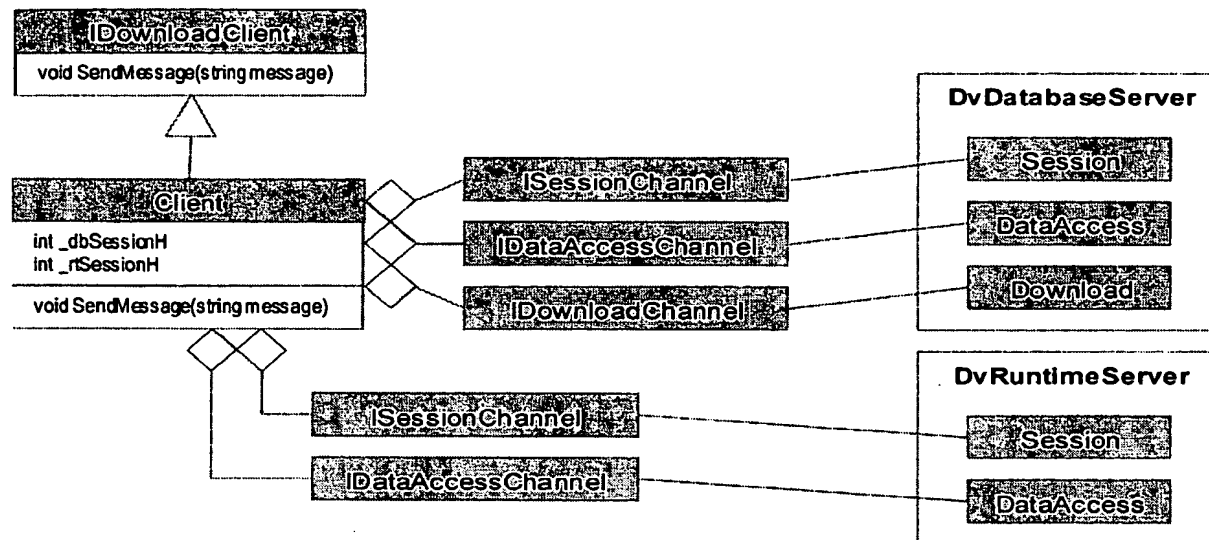 IDownloadClient
void SendMessage(string message)
Client
int _dbSessionH
int _rtSessionH
void SendMessage(string message)
ISessionChannel
IDataAccessChannel
IDownloadChannel
DvDatabaseServer
Session
DataAccess
Download
ISessionChannel
IDataAccessChannel
DvRuntimeServer
Session
DataAccess